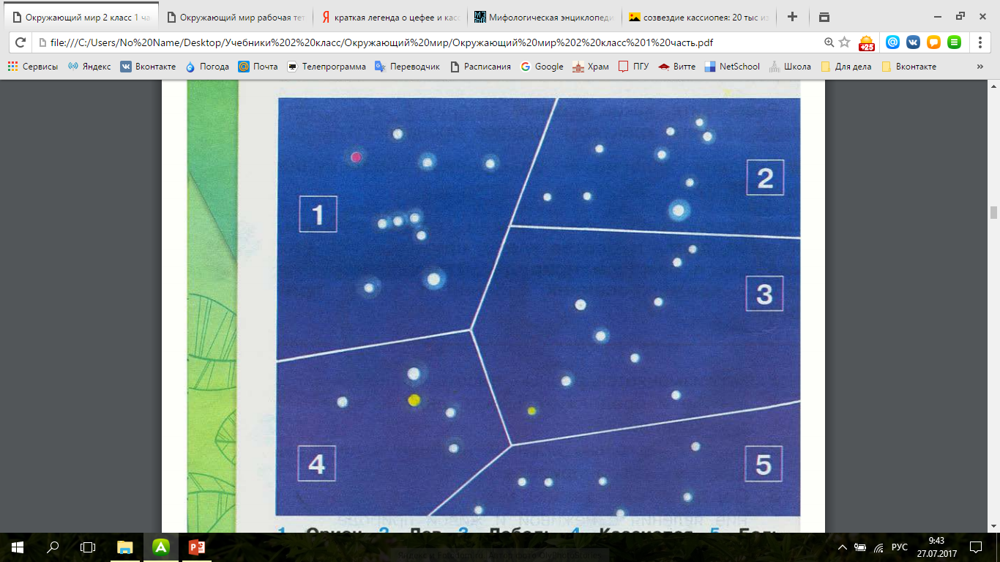 Окружающий мир 2 класс 1 ча
Окружающий мир рабочая тет
краткая легенда о цефее и касс
Мифологическая энциклопеди
созвездие кассиопея: 20 тыс из
file:///C:/Users/No%20Name/Desktop/Учебники%202%20класс/Окружающий%20мир/Окружающий%20мир%202%20класс%201%20часть.pdf
+25
Сервисы Яндекс Вконтакте Погода Почта Телепрограмма Переводчик Расписания Google Храм ПГУ Витте NetSchool Школа Для дела Вконтакте »
1
2
3
4
5
РУС
9:43
27.07.2017